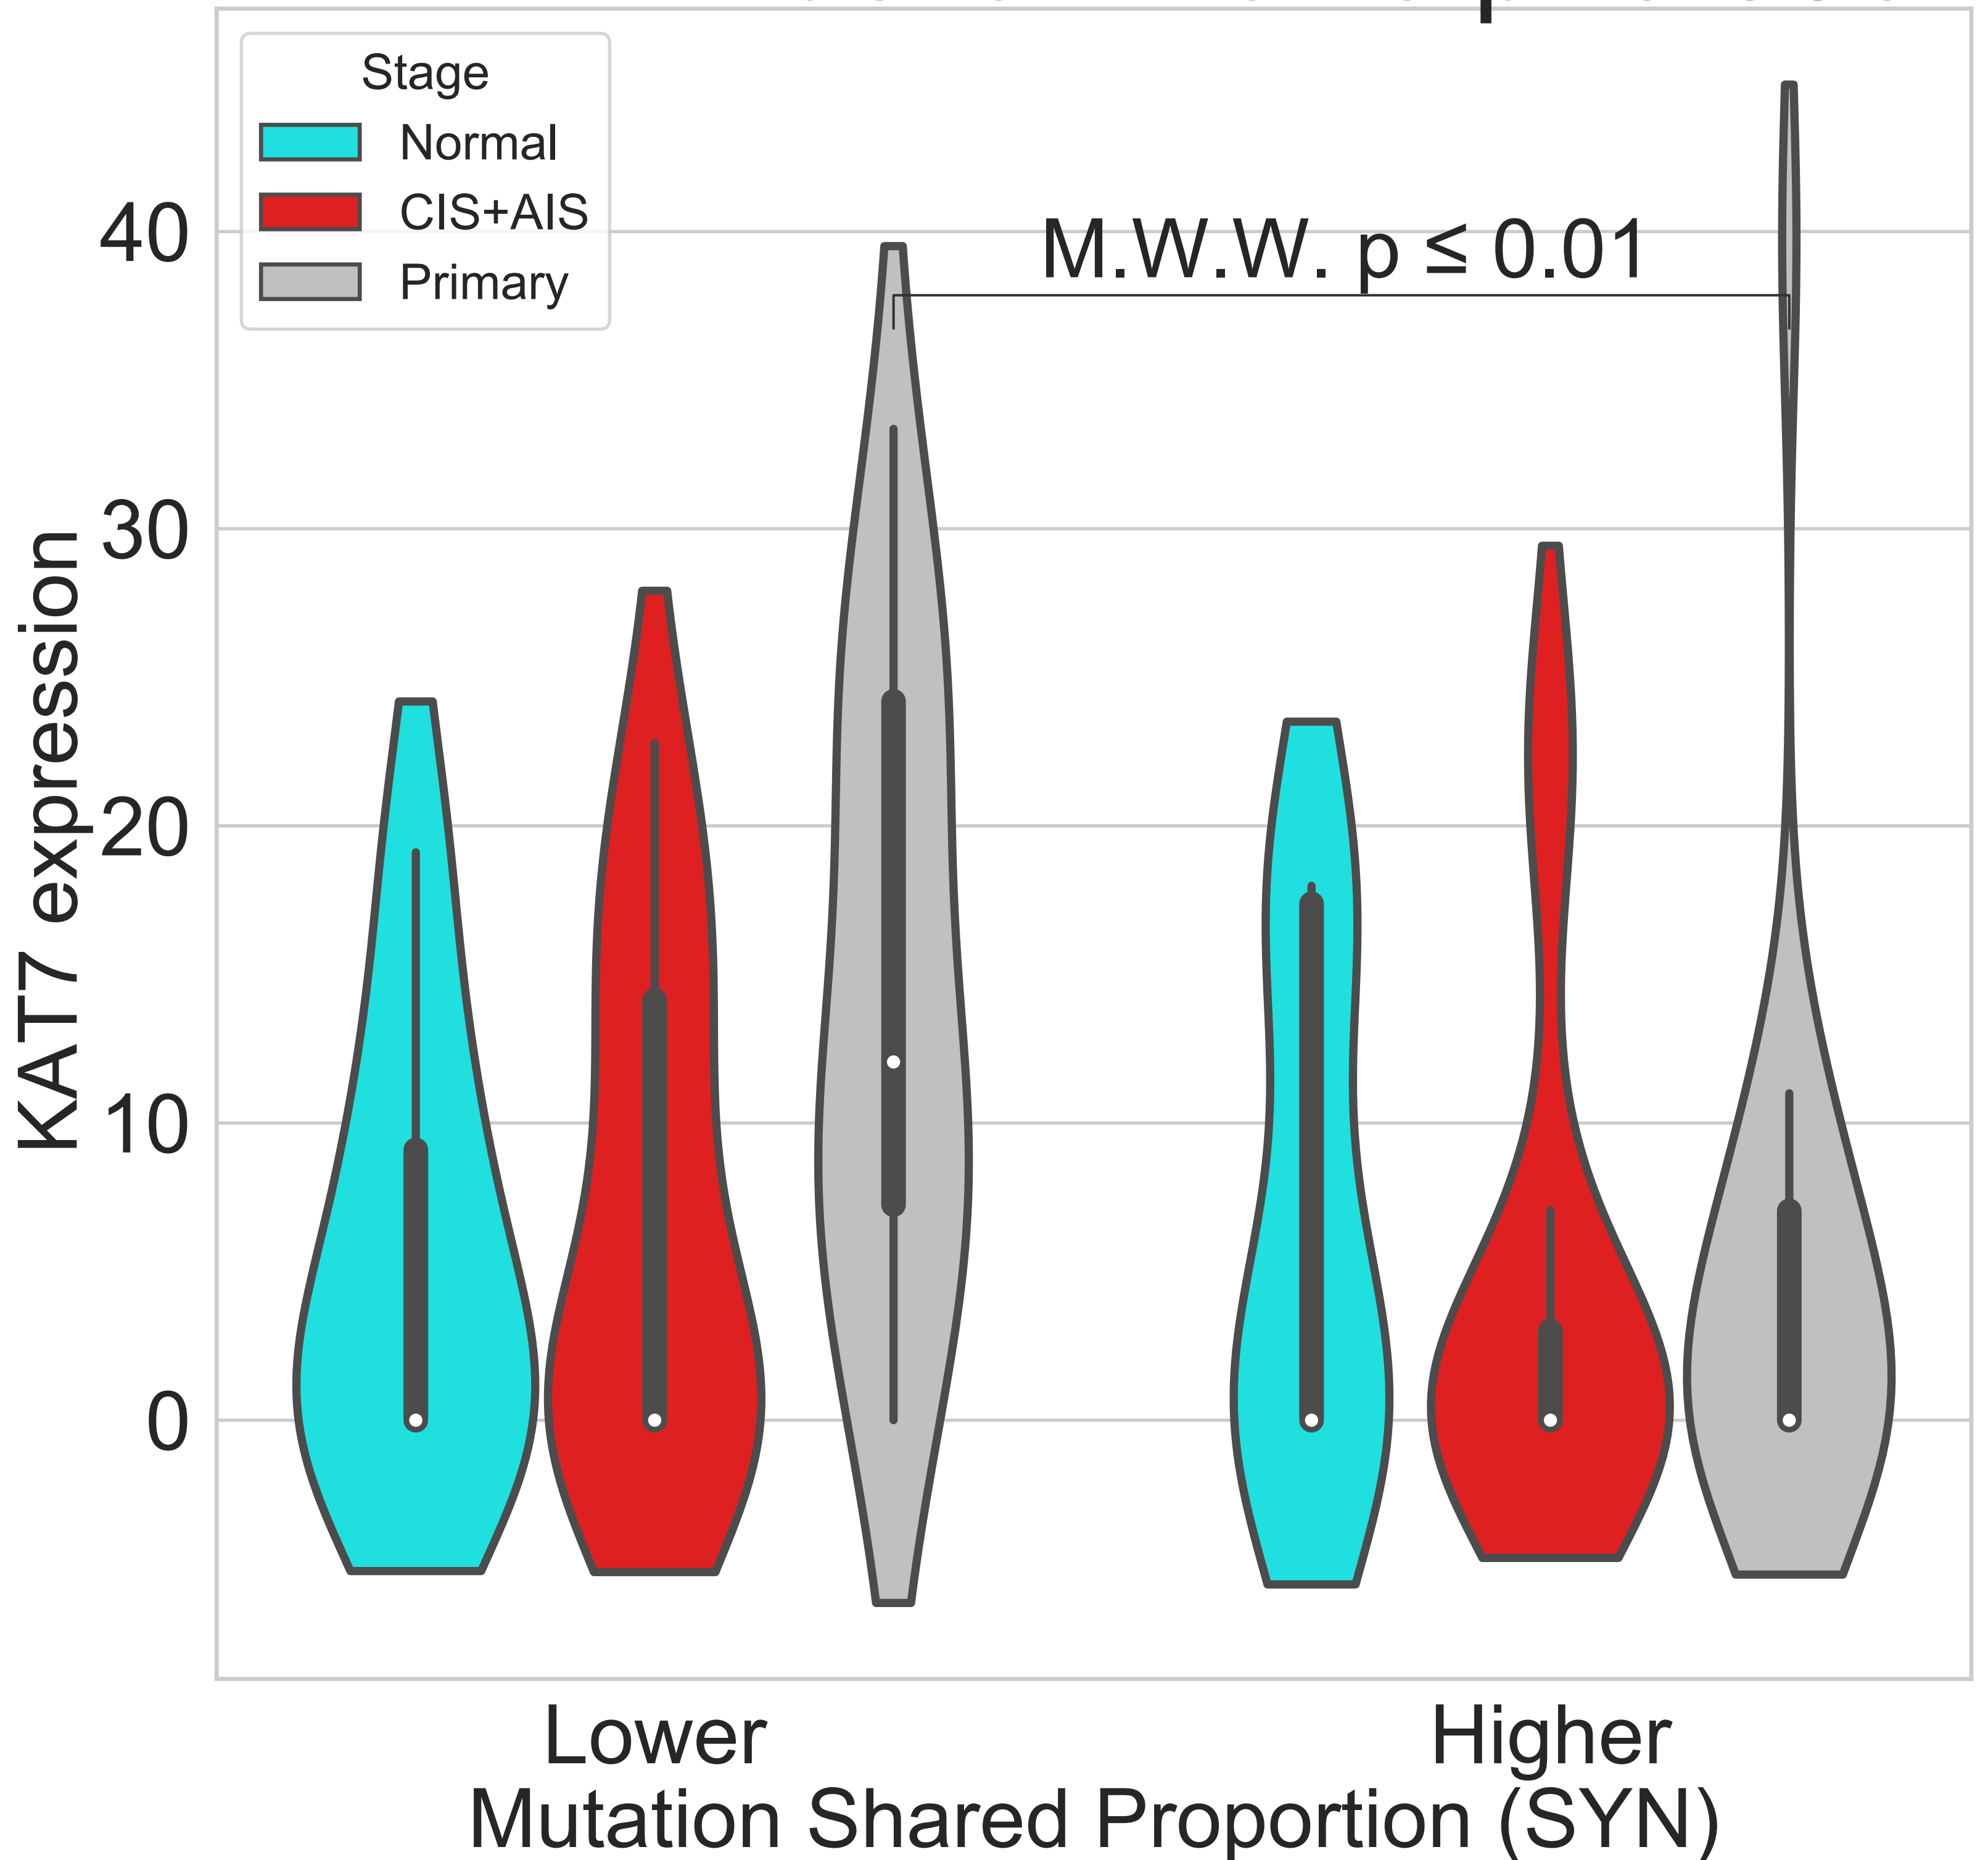 Stage
Normal
CIS+AIS
Primary
M.W.W. p ≤ 0.01
40
30
20
10
0
KAT7 expression
Lower
Higher
Mutation Shared Proportion (SYN)